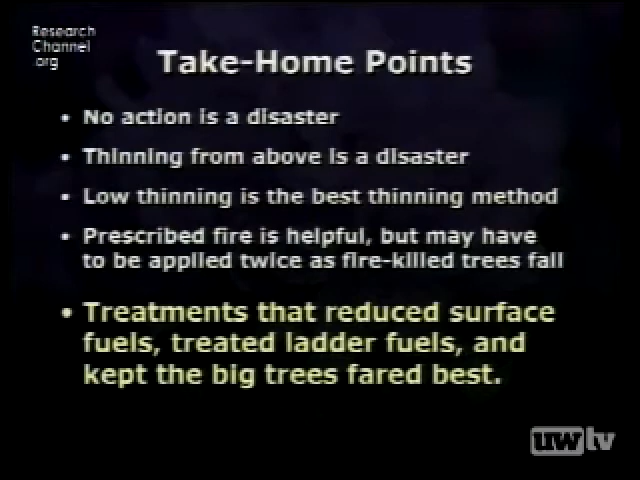 Research
Channel
.org
Take-Home Points
• No action is a disaster
• Thinning from above is a disaster
• Low thinning is the best thinning method
• Prescribed fire is helpful, but may have
to be applied twice as fire-killed trees fall
• Treatments that reduced surface
fuels, treated ladder fuels, and
kept the big trees fared best.
uwtv